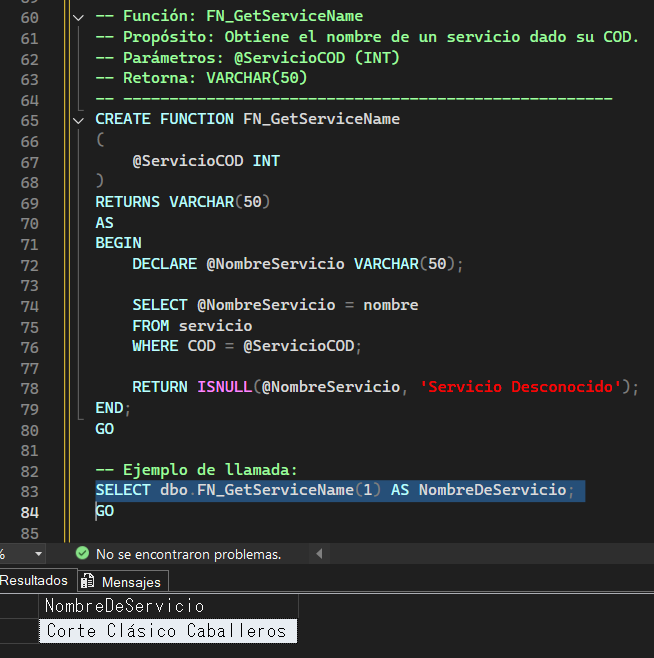 60 -- Función: FN_GetServiceName
61 -- Propósito: Obtiene el nombre de un servicio dado su COD.
62 -- Parámetros: @ServicioCOD (INT)
63 -- Retorna: VARCHAR(50)
64 -- -----------------------------------------------------
65 CREATE FUNCTION FN_GetServiceName
66 (
67     @ServicioCOD INT
68 )
69 RETURNS VARCHAR(50)
70 AS
71 BEGIN
72     DECLARE @NombreServicio VARCHAR(50);
73
74     SELECT @NombreServicio = nombre
75     FROM servicio
76     WHERE COD = @ServicioCOD;
77
78     RETURN ISNULL(@NombreServicio, 'Servicio Desconocido');
79 END;
80 GO
81
82 -- Ejemplo de llamada:
83 SELECT dbo.FN_GetServiceName(1) AS NombreDeServicio;
84 GO
85
% No se encontraron problemas.
Resultados Mensajes
NombreDeServicio
Corte Clásico Caballeros